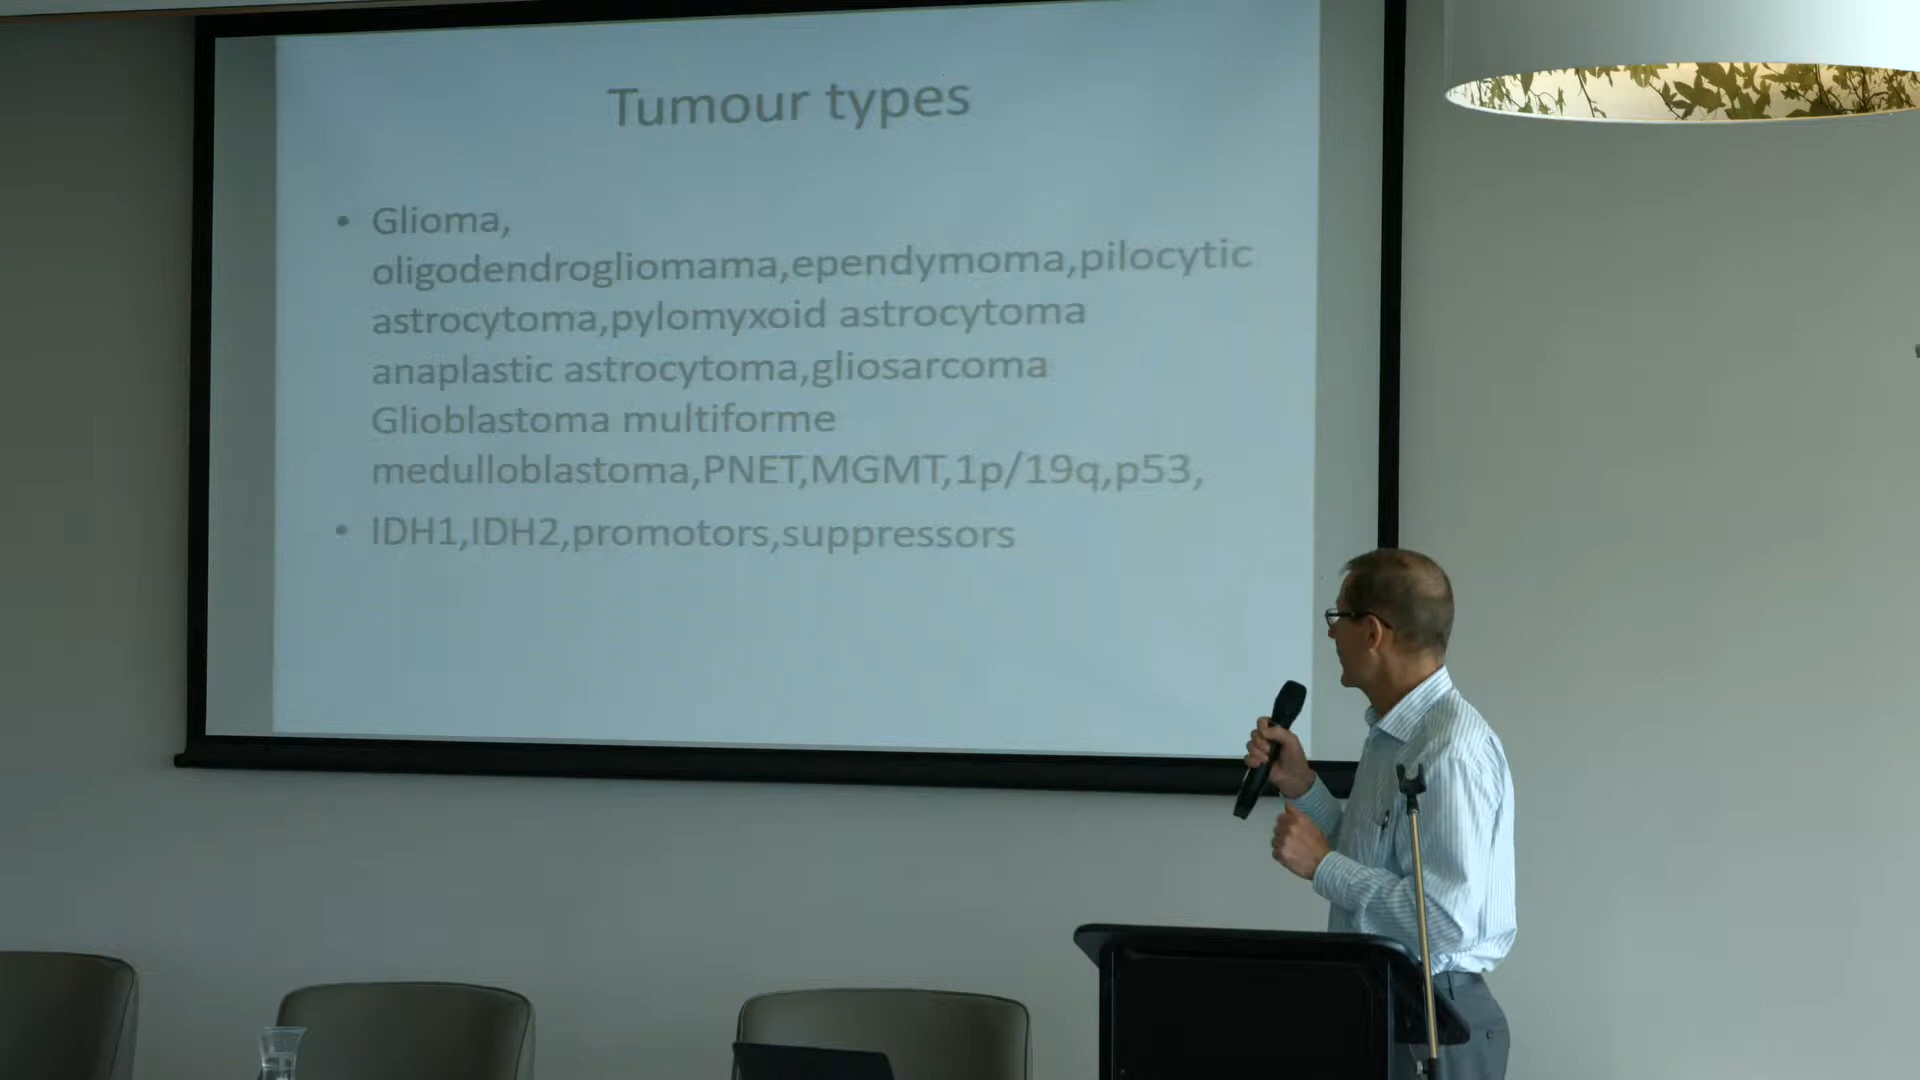 Tumour types
• Glioma,
oligodendrogliomama,ependymoma,pilocytic
astrocytoma,pylomyxoid astrocytoma
anaplastic astrocytoma,gliosarcoma
Glioblastoma multiforme
medulloblastoma,PNET,MGMT,1p/19q,p53,
• IDH1,IDH2,promotors,suppressors